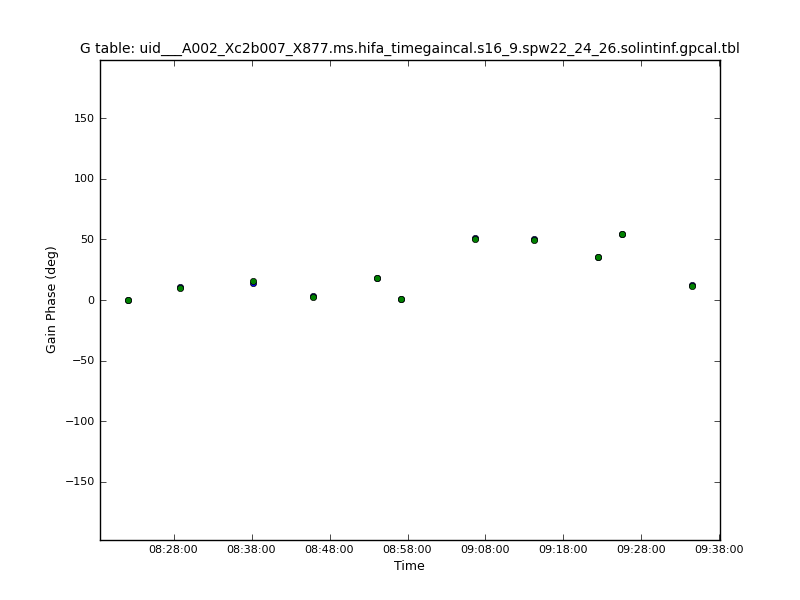 G table: uid___A002_Xc2b007_X877.ms.hifa_timegaincal.s16_9.spw22_24_26.solintinf.gpcal.tbl
150
100
50
0
−50
−100
−150
Gain Phase (deg)
08:28:00 08:38:00 08:48:00 08:58:00 09:08:00 09:18:00 09:28:00 09:38:00
Time